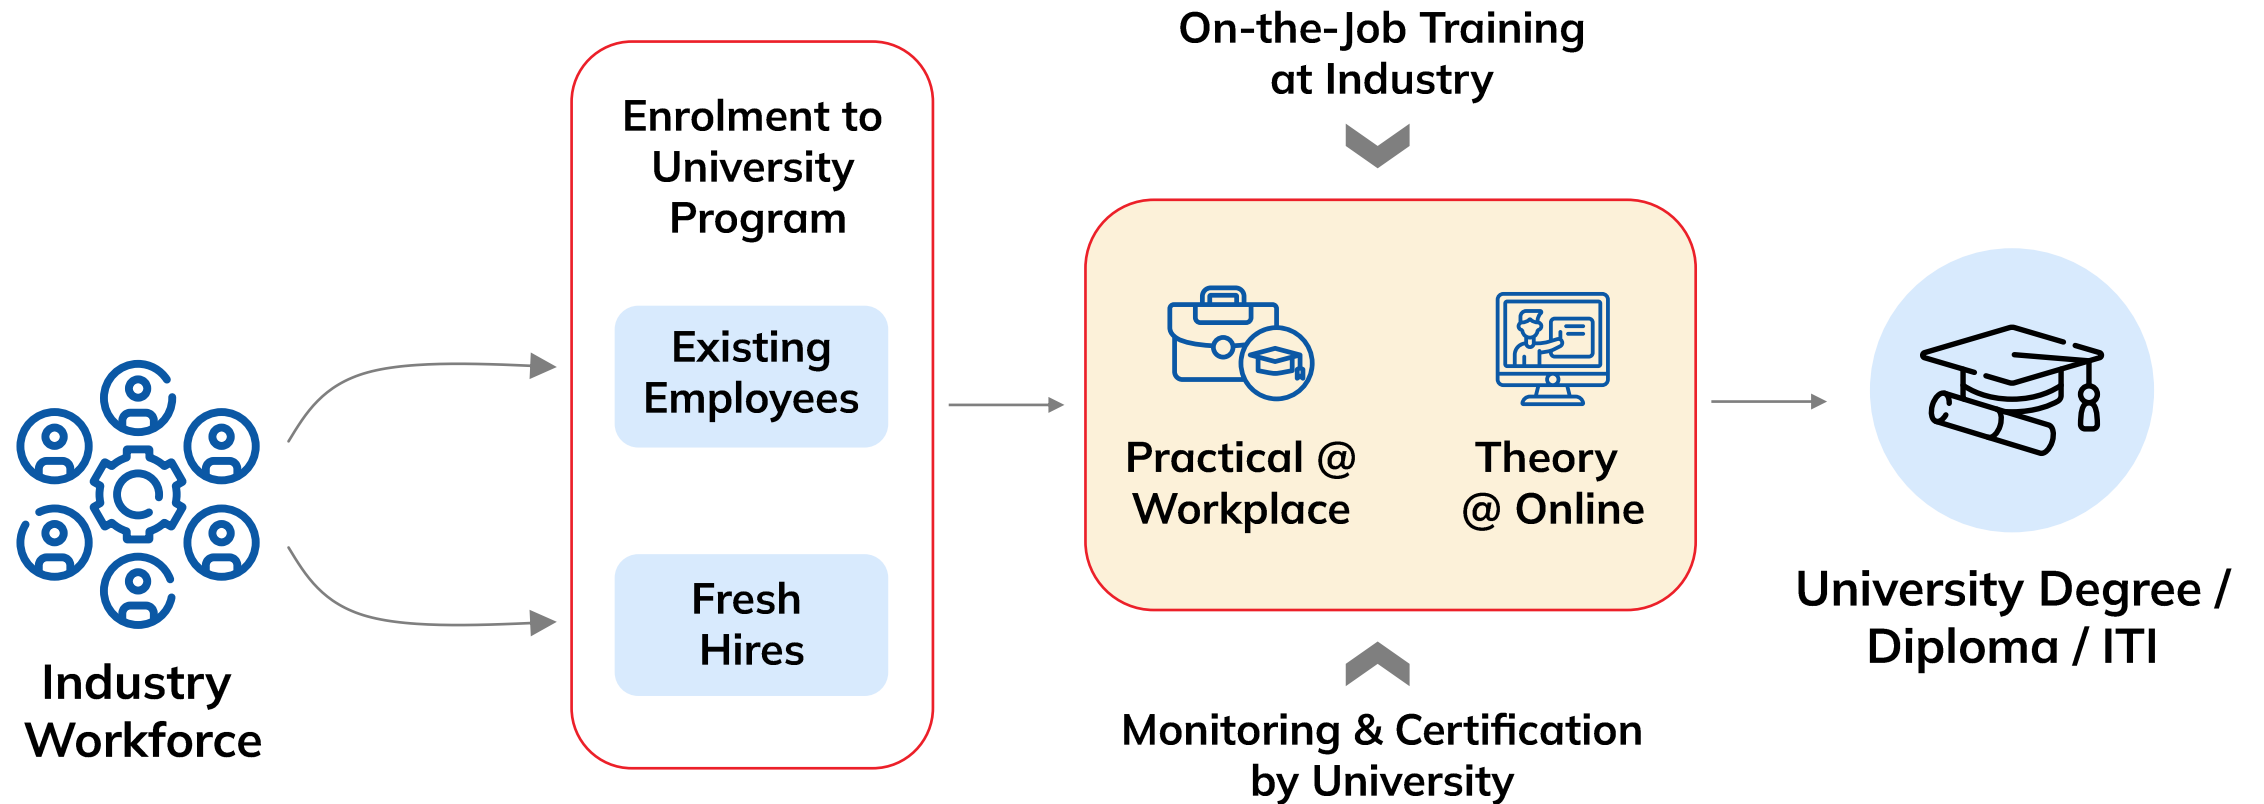 Industry
Workforce
Enrolment to
University
Program
Existing
Employees
Fresh
Hires
On-the-Job Training
at Industry
Practical @
Workplace
Theory
@ Online
Monitoring & Certification
by University
University Degree /
Diploma / ITI